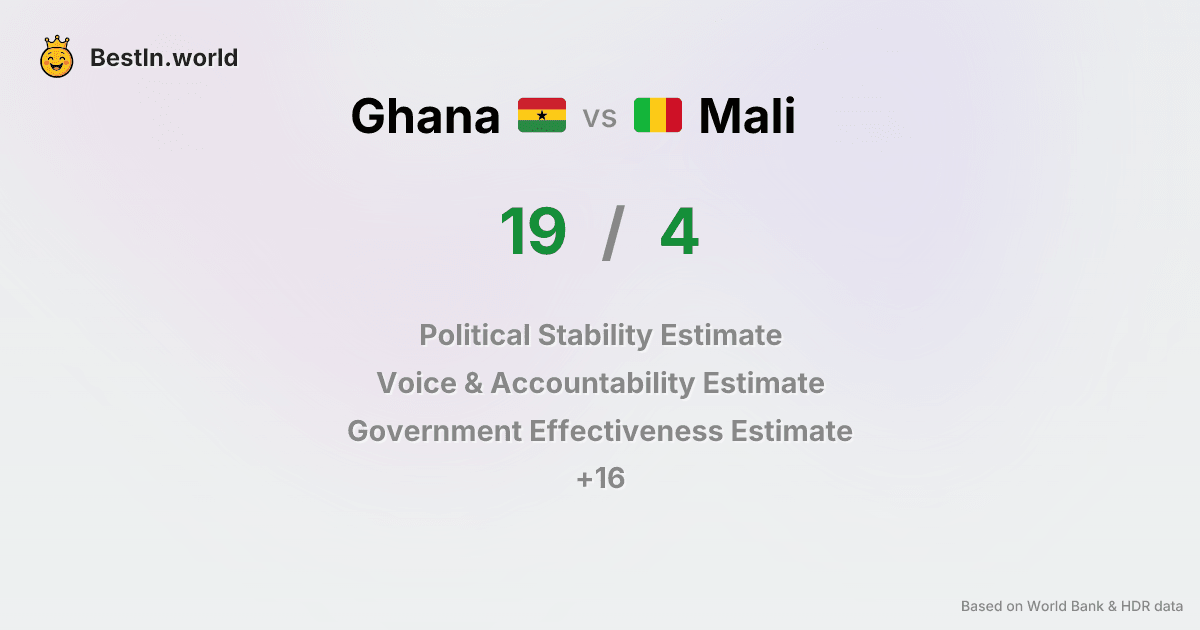 BestIn.world
Ghana vs Mali
19 / 4
Political Stability Estimate
Voice & Accountability Estimate
Government Effectiveness Estimate
+16
Based on World Bank & HDR data